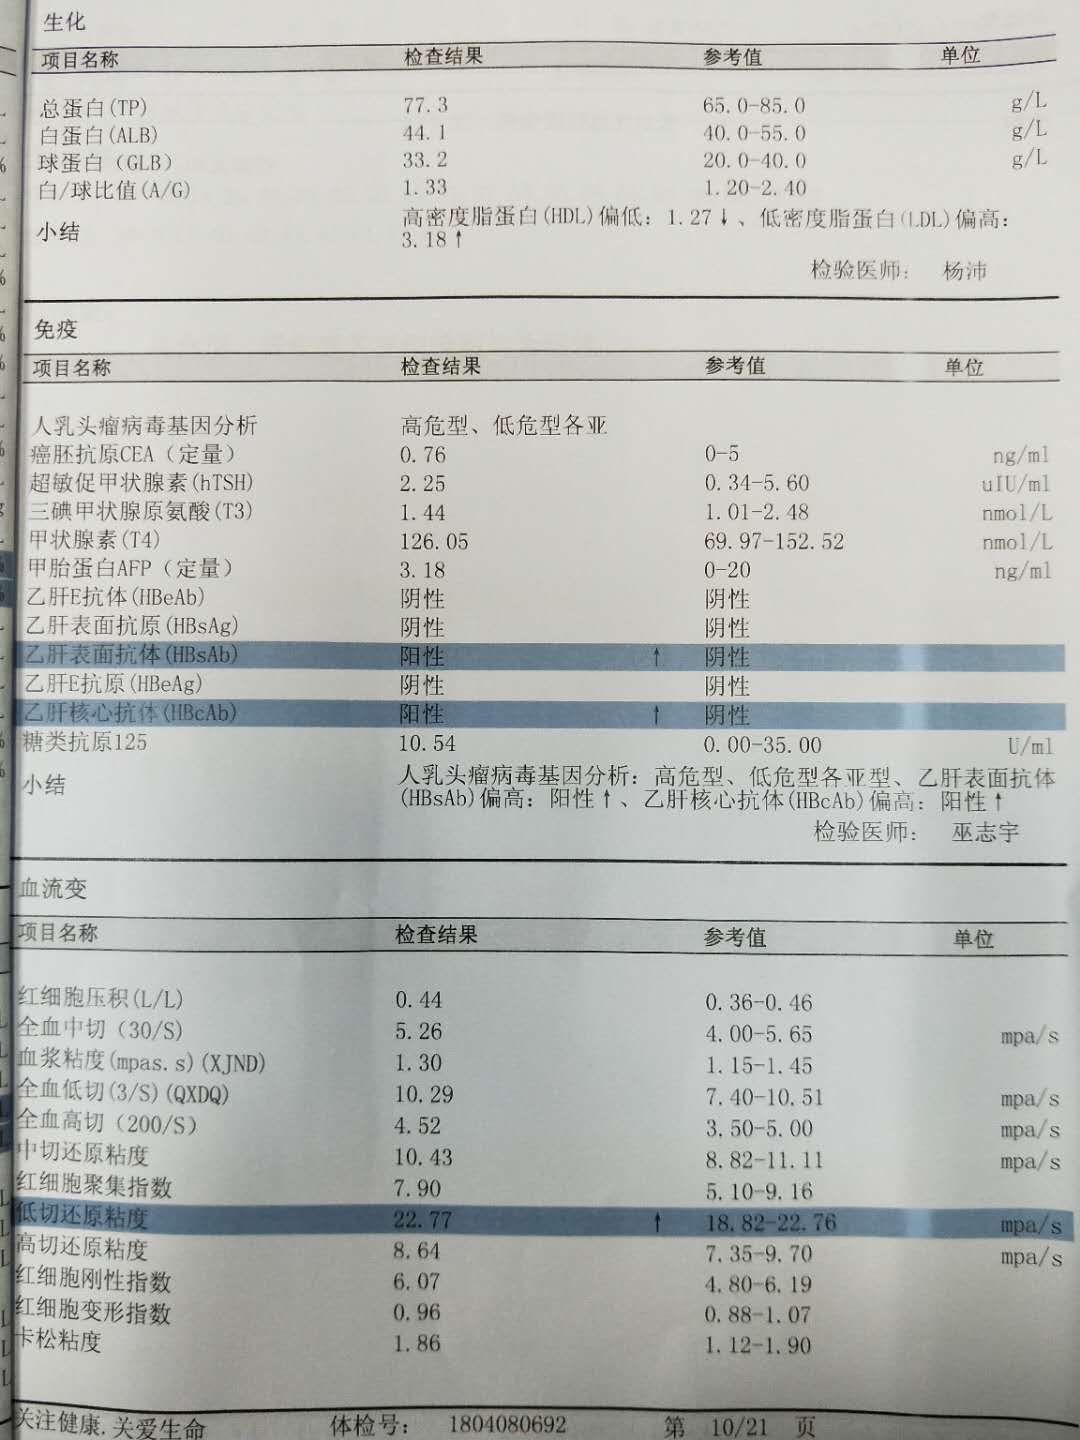 生化
项目名称 检查结果 参考值 单位
总蛋白(TP) 77.3 65.0-85.0 g/L
白蛋白(ALB) 44.1 40.0-55.0 g/L
球蛋白（GLB） 33.2 20.0-40.0 g/L
白/球比值(A/G) 1.33 1.20-2.40
小结 高密度脂蛋白(HDL)偏低：1.27↓、低密度脂蛋白(LDL)偏高：
3.18↑
检验医师： 杨沛
免疫
项目名称 检查结果 参考值 单位
人乳头瘤病毒基因分析 高危型、低危型各亚
癌胚抗原CEA（定量） 0.76 0-5 ng/ml
超敏促甲状腺素(hTSH) 2.25 0.34-5.60 uIU/ml
三碘甲状腺原氨酸(T3) 1.44 1.01-2.48 nmol/L
甲状腺素(T4) 126.05 69.97-152.52 nmol/L
甲胎蛋白AFP（定量） 3.18 0-20 ng/ml
乙肝E抗体(HBeAb) 阴性 阴性
乙肝表面抗原(HBsAg) 阴性 阴性
乙肝表面抗体(HBsAb) 阳性 ↑ 阴性
乙肝E抗原(HBeAg) 阴性 阴性
乙肝核心抗体(HBcAb) 阳性 ↑ 阴性
糖类抗原125 10.54 0.00-35.00 U/ml
小结 人乳头瘤病毒基因分析：高危型、低危型各亚型、乙肝表面抗体
(HBsAb)偏高：阳性↑、乙肝核心抗体(HBcAb)偏高：阳性↑
检验医师： 巫志宇
血流变
项目名称 检查结果 参考值 单位
红细胞压积(L/L) 0.44 0.36-0.46
全血中切（30/S) 5.26 4.00-5.65 mpa/s
血浆粘度(mpas.s)(XJND) 1.30 1.15-1.45
全血低切(3/S)(QXDQ) 10.29 7.40-10.51 mpa/s
全血高切（200/S） 4.52 3.50-5.00 mpa/s
中切还原粘度 10.43 8.82-11.11 mpa/s
红细胞聚集指数 7.90 5.10-9.16
低切还原粘度 22.77 ↑ 18.82-22.76 mpa/s
高切还原粘度 8.64 7.35-9.70 mpa/s
红细胞刚性指数 6.07 4.80-6.19
红细胞变形指数 0.96 0.88-1.07
卡松粘度 1.86 1.12-1.90
关注健康.关爱生命 体检号： 1804080692 第 10/21 页